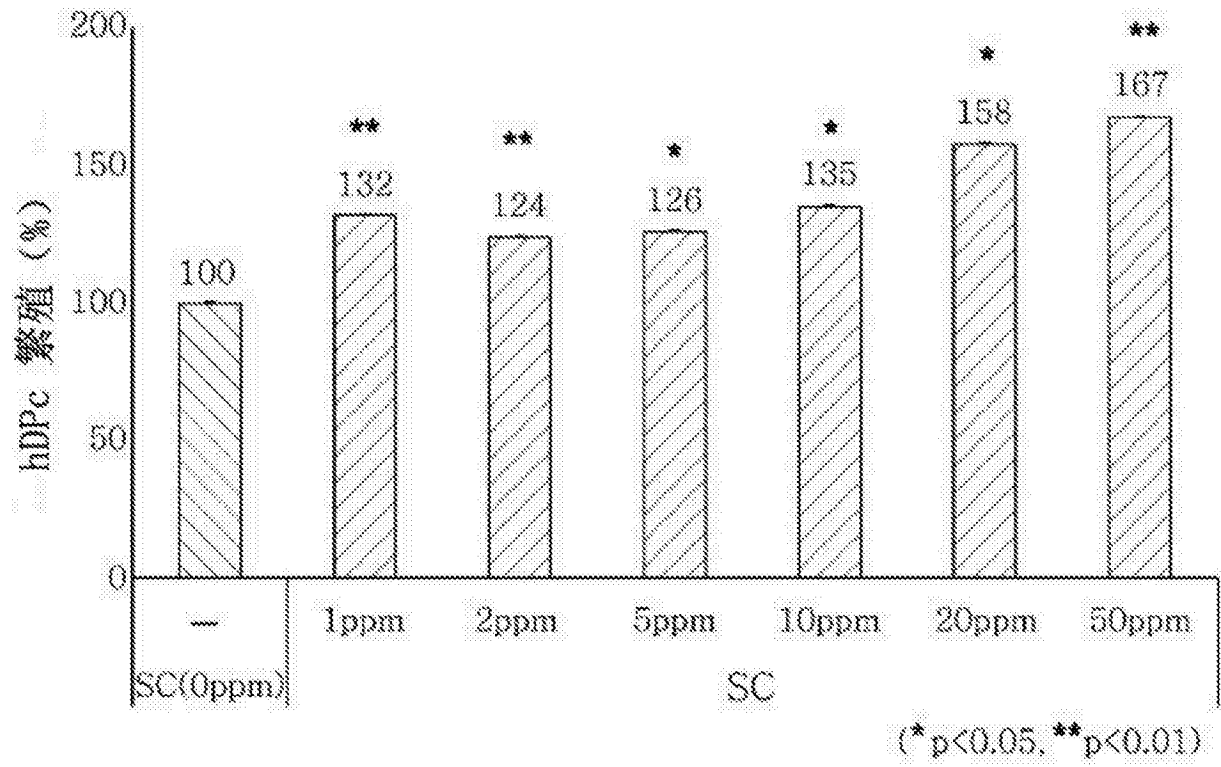 hDPc 繁殖 (%)
200
150
100
50
0
100
**
132
**
124
*
126
*
135
*
158
**
167
—
1ppm
2ppm
5ppm
10ppm
20ppm
50ppm
SC(0ppm)
SC
(*p<0.05, **p<0.01)